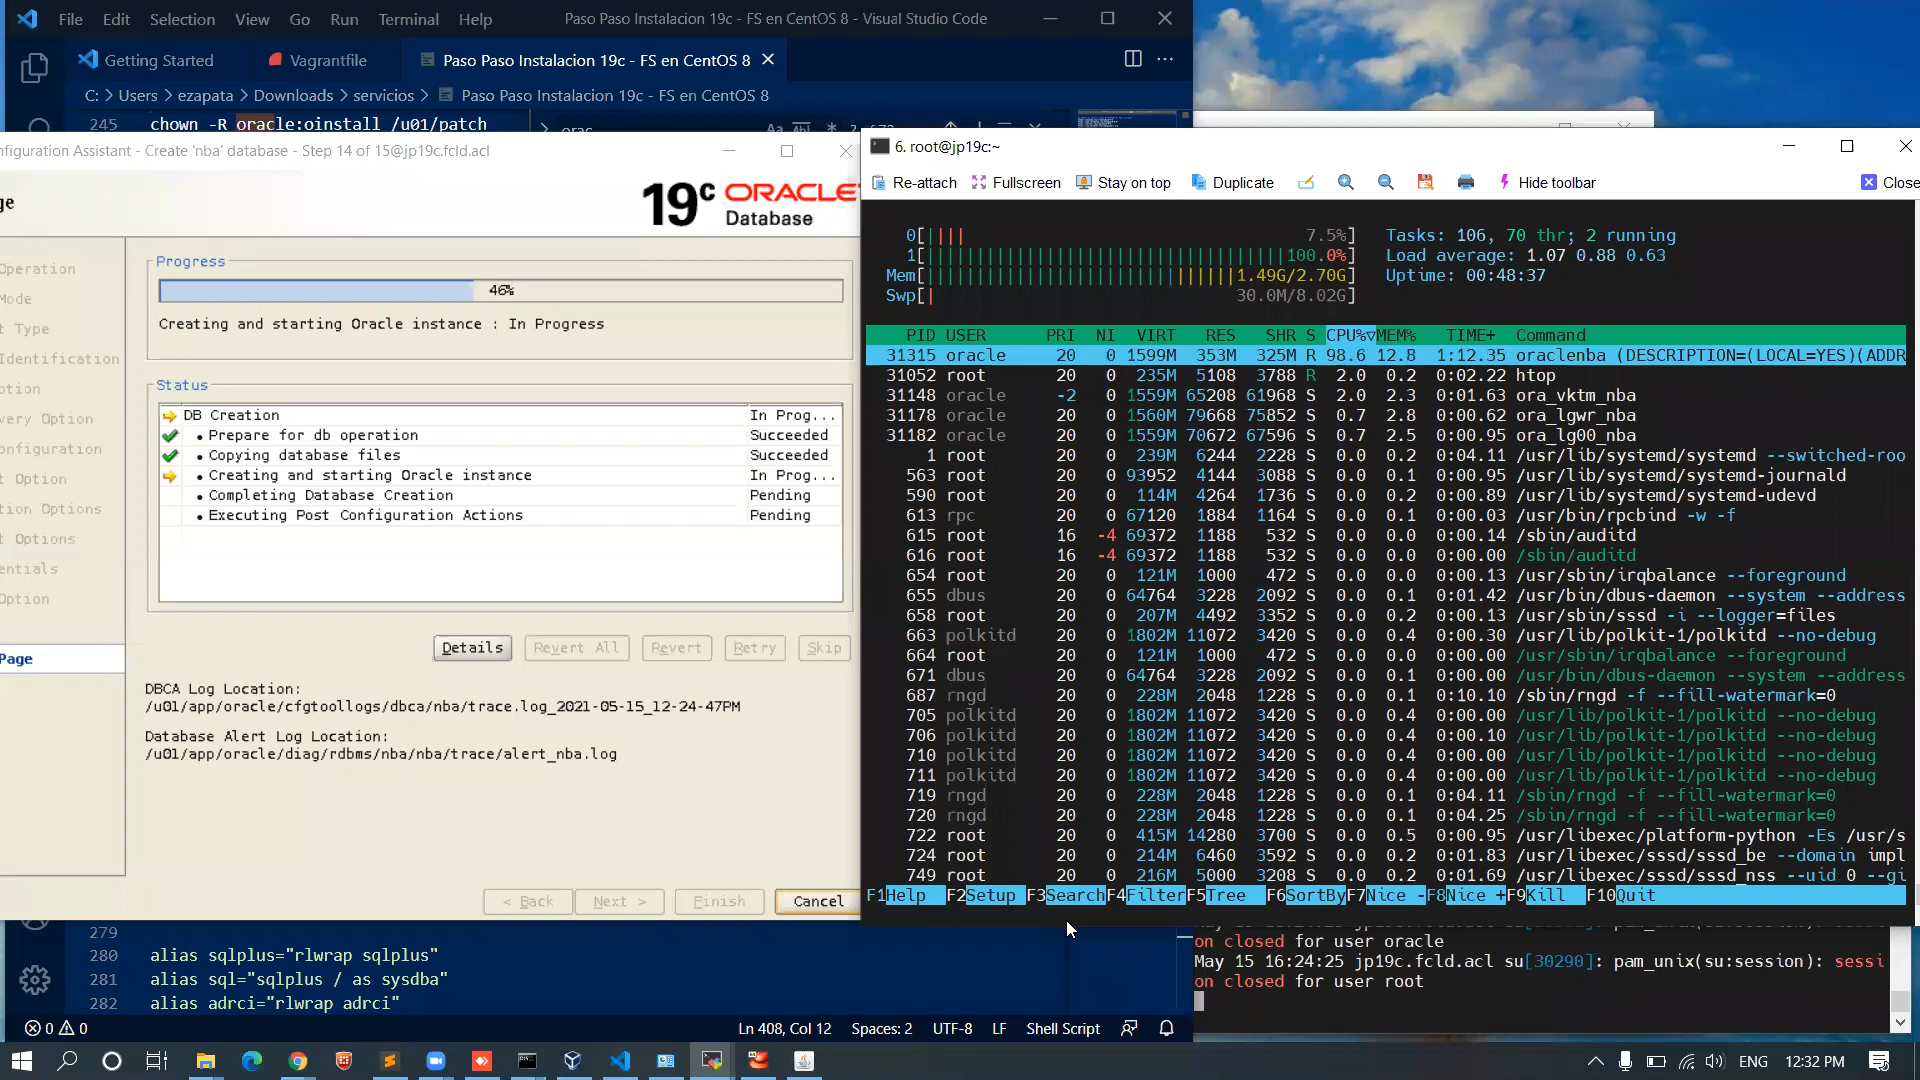 File Edit Selection View Oracle Go Run Terminal Help Paso Paso Instalacion 19c - FS en CentOS 8 - Visual Studio Code
Getting Started Vagrantfile Paso Paso Instalacion 19c - FS en CentOS 8
C: > Users > ezapata > Downloads > servicios > Paso Paso Instalacion 19c - FS en CentOS 8
245 chown -R oracle:oinstall /u01/patch
nfiguration Assistant - Create 'nba' database - Step 14 of 15@jp19c.fcld.acl
ge
19c ORACLE
Database
Operation
Mode
t Type
Identification
otion
very Option
onfiguration
t Option
tion Options
t Options
entials
Option
Page
Progress
46%
Creating and starting Oracle instance : In Progress
Status
DB Creation In Prog...
• Prepare for db operation Succeeded
• Copying database files Succeeded
• Creating and starting Oracle instance In Prog...
• Completing Database Creation Pending
• Executing Post Configuration Actions Pending
Details Revert All Revert Retry Skip
DBCA Log Location:
/u01/app/oracle/cfgtoollogs/dbca/nba/trace.log_2021-05-15_12-24-47PM
Database Alert Log Location:
/u01/app/oracle/diag/rdbms/nba/nba/trace/alert_nba.log
< Back Next > Finish Cancel
6. root@jp19c:~
Re-attach Fullscreen Stay on top Duplicate Hide toolbar Close
0[|||| 7.5%] Tasks: 106, 70 thr; 2 running
1[||||||||||||||||||||||||||||||||||||100.0%] Load average: 1.07 0.88 0.63
Mem[|||||||||||||||||||||||||||||||1.49G/2.70G] Uptime: 00:48:37
Swp[| 30.0M/8.02G]
PID USER PRI NI VIRT RES SHR S CPU%▽MEM% TIME+ Command
31315 oracle 20 0 1599M 353M 325M R 98.6 12.8 1:12.35 oraclenba (DESCRIPTION=(LOCAL=YES)(ADDR
31052 root 20 0 235M 5108 3788 R 2.0 0.2 0:02.22 htop
31148 oracle -2 0 1559M 65208 61968 S 2.0 2.3 0:01.63 ora_vktm_nba
31178 oracle 20 0 1560M 79668 75852 S 0.7 2.8 0:00.62 ora_lgwr_nba
31182 oracle 20 0 1559M 70672 67596 S 0.7 2.5 0:00.95 ora_lg00_nba
1 root 20 0 239M 6244 2228 S 0.0 0.2 0:04.11 /usr/lib/systemd/systemd --switched-roo
563 root 20 0 93952 4144 3088 S 0.0 0.1 0:00.95 /usr/lib/systemd/systemd-journald
590 root 20 0 114M 4264 1736 S 0.0 0.2 0:00.89 /usr/lib/systemd/systemd-udevd
613 rpc 20 0 67120 1884 1164 S 0.0 0.1 0:00.03 /usr/bin/rpcbind -w -f
615 root 16 -4 69372 1188 532 S 0.0 0.0 0:00.14 /sbin/auditd
616 root 16 -4 69372 1188 532 S 0.0 0.0 0:00.00 /sbin/auditd
654 root 20 0 121M 1000 472 S 0.0 0.0 0:00.13 /usr/sbin/irqbalance --foreground
655 dbus 20 0 64764 3228 2092 S 0.0 0.1 0:01.42 /usr/bin/dbus-daemon --system --address
658 root 20 0 207M 4492 3352 S 0.0 0.2 0:00.13 /usr/sbin/sssd -i --logger=files
663 polkitd 20 0 1802M 11072 3420 S 0.0 0.4 0:00.30 /usr/lib/polkit-1/polkitd --no-debug
664 root 20 0 121M 1000 472 S 0.0 0.0 0:00.00 /usr/sbin/irqbalance --foreground
671 dbus 20 0 64764 3228 2092 S 0.0 0.1 0:00.00 /usr/bin/dbus-daemon --system --address
687 rngd 20 0 228M 2048 1228 S 0.0 0.1 0:10.10 /sbin/rngd -f --fill-watermark=0
705 polkitd 20 0 1802M 11072 3420 S 0.0 0.4 0:00.00 /usr/lib/polkit-1/polkitd --no-debug
706 polkitd 20 0 1802M 11072 3420 S 0.0 0.4 0:00.10 /usr/lib/polkit-1/polkitd --no-debug
710 polkitd 20 0 1802M 11072 3420 S 0.0 0.4 0:00.00 /usr/lib/polkit-1/polkitd --no-debug
711 polkitd 20 0 1802M 11072 3420 S 0.0 0.4 0:00.00 /usr/lib/polkit-1/polkitd --no-debug
719 rngd 20 0 228M 2048 1228 S 0.0 0.1 0:04.11 /sbin/rngd -f --fill-watermark=0
720 rngd 20 0 228M 2048 1228 S 0.0 0.1 0:04.25 /sbin/rngd -f --fill-watermark=0
722 root 20 0 415M 14280 3700 S 0.0 0.5 0:00.95 /usr/libexec/platform-python -Es /usr/s
724 root 20 0 214M 6460 3592 S 0.0 0.2 0:01.83 /usr/libexec/sssd/sssd_be --domain impl
749 root 20 0 216M 5000 3208 S 0.0 0.2 0:01.69 /usr/libexec/sssd/sssd_nss --uid 0 --gi
F1Help F2Setup F3SearchF4FilterF5Tree F6SortByF7Nice -F8Nice +F9Kill F10Quit
on closed for user oracle
May 15 16:24:25 jp19c.fcld.acl su[30290]: pam_unix(su:session): sessi
on closed for user root
279
280 alias sqlplus="rlwrap sqlplus"
281 alias sql="sqlplus / as sysdba"
282 alias adrci="rlwrap adrci"
0 0 Ln 408, Col 12 Spaces: 2 UTF-8 LF Shell Script
ENG 12:32 PM